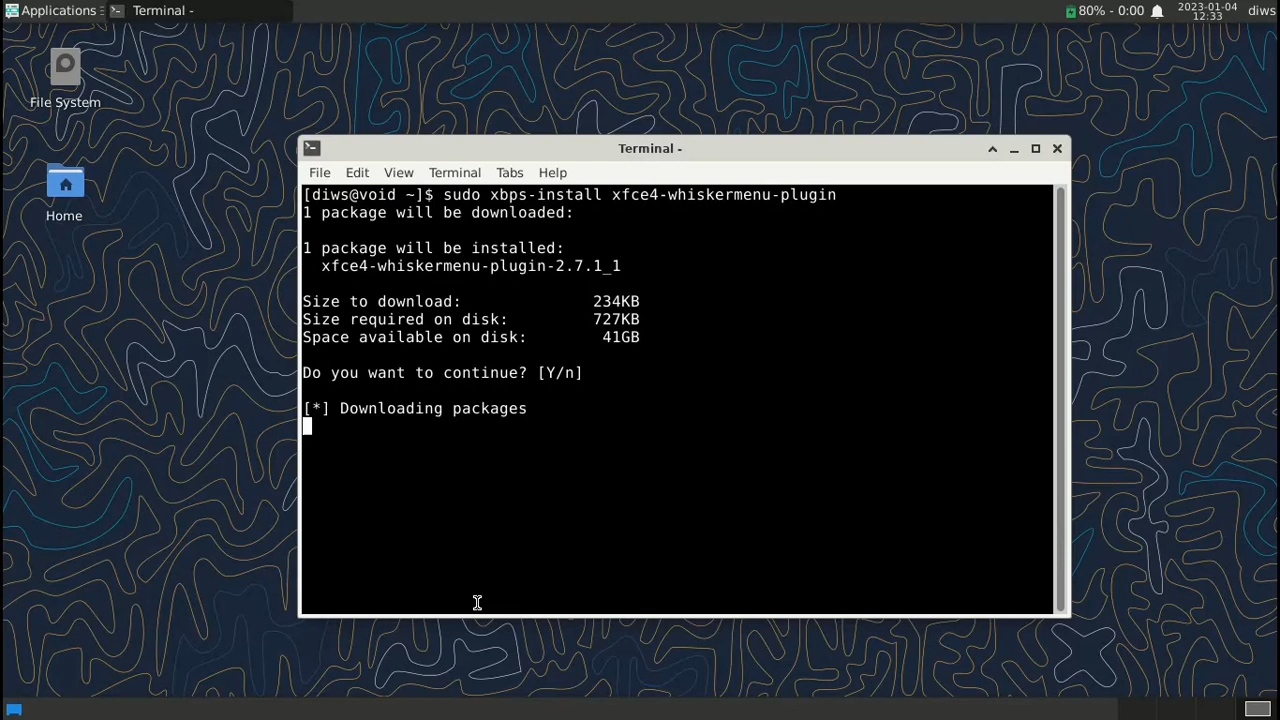 Applications
Terminal -
80% - 0:00
2023-01-04
12:33
diws
File System
Home
Terminal -
File Edit View Terminal Tabs Help
[diws@void ~]$ sudo xbps-install xfce4-whiskermenu-plugin
1 package will be downloaded:
1 package will be installed:
xfce4-whiskermenu-plugin-2.7.1_1
Size to download: 234KB
Size required on disk: 727KB
Space available on disk: 41GB
Do you want to continue? [Y/n]
[*] Downloading packages